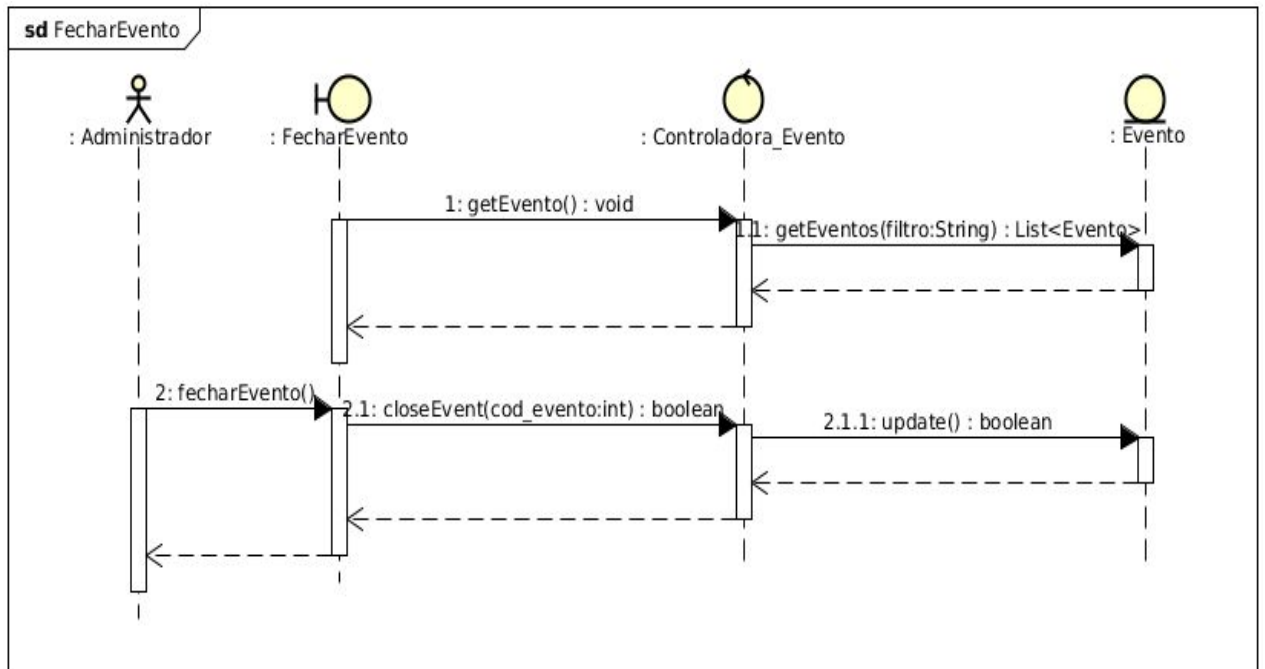 sd FecharEvento
: Administrador
: FecharEvento
: Controladora_Evento
: Evento
1: getEvento() : void
1.1: getEventos(filtro:String) : List<Evento>
2: fecharEvento()
2.1: closeEvent(cod_evento:int) : boolean
2.1.1: update() : boolean